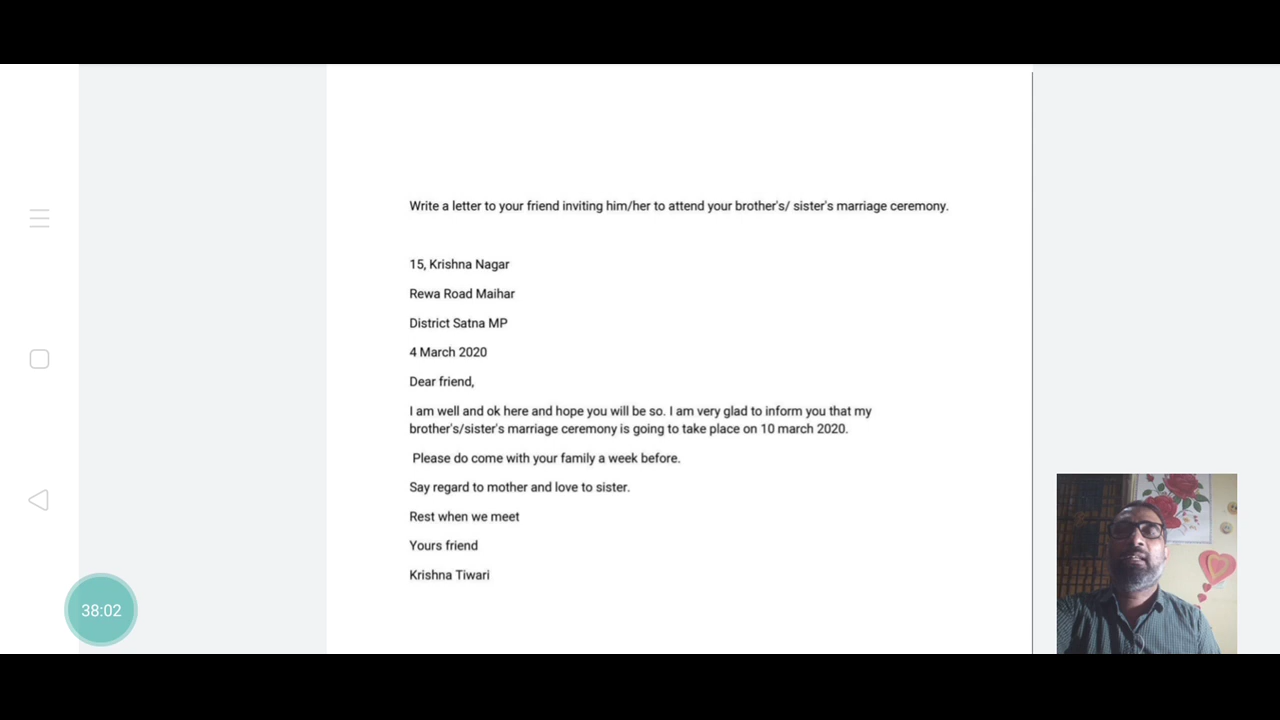 Write a letter to your friend inviting him/her to attend your brother's/ sister's marriage ceremony.
15, Krishna Nagar
Rewa Road Maihar
District Satna MP
4 March 2020
Dear friend,
I am well and ok here and hope you will be so. I am very glad to inform you that my
brother's/sister's marriage ceremony is going to take place on 10 march 2020.
Please do come with your family a week before.
Say regard to mother and love to sister.
Rest when we meet
Yours friend
Krishna Tiwari
38:02